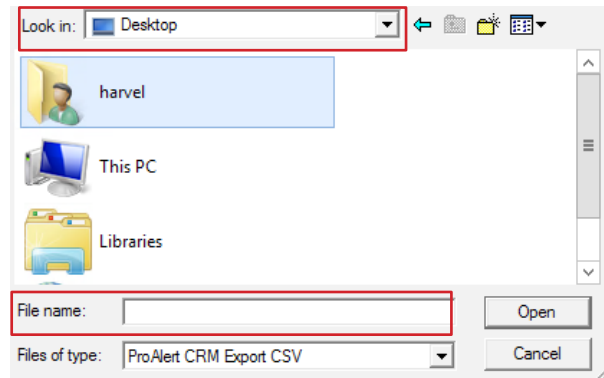 Look in: Desktop
harvel
This PC
Libraries
File name: Open
Files of type: ProAlert CRM Export CSV Cancel